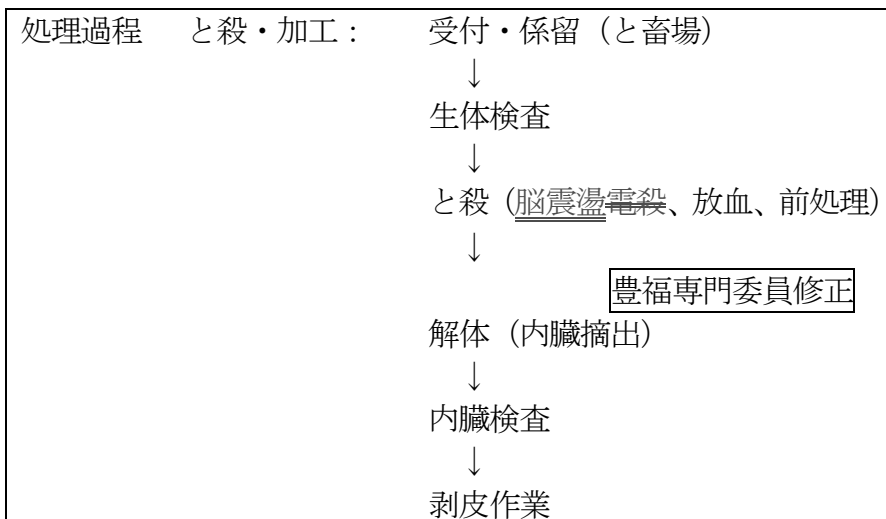 処理過程　と殺・加工：　受付・係留（と畜場）
↓
生体検査
↓
と殺（脳震盪電殺、放血、前処理）
↓
豊福専門委員修正
解体（内臓摘出）
↓
内臓検査
↓
剥皮作業